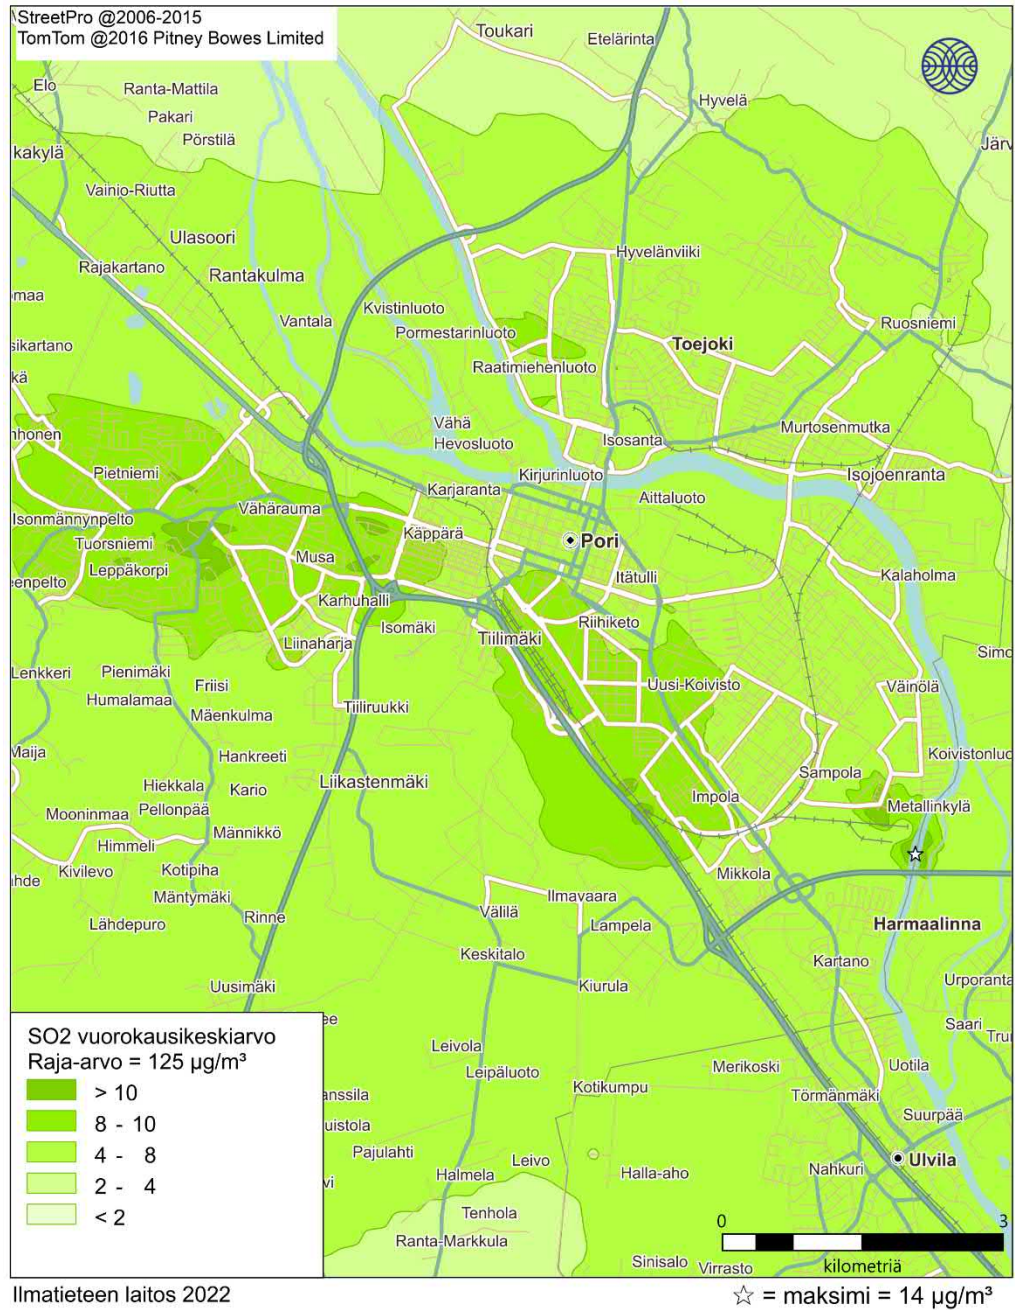 StreetPro @2006-2015
TomTom @2016 Pitney Bowes Limited
Toukari
Etelärinta
Elo
Ranta-Mattila
Hyvelä
Pakari
Pörstilä
Järv
kakylä
Vainio-Riutta
Ulasoori
Hyvelänviiki
Rajakartano
Rantakulma
omaa
Kvistinluoto
Vantala
Pormestarinluoto
Ruosniemi
sikartano
Toejoki
Raatimiehenluoto
kä
Vähä
Hevosluoto
Murtosenmutka
nhonen
Isosanta
Pietniemi
Kirjurinluoto
Isojoenranta
Karjaranta
Aittaluoto
Vähärauma
Isonmännynpelto
Käppärä
Pori
Tuorsniemi
Musa
Leppäkorpi
Itätulli
Kalaholma
eenpelto
Karhuhalli
Isomäki
Riihiketo
Tiilimäki
Liinaharja
Simo
Lenkkeri
Pienimäki
Friisi
Uusi-Koivisto
Väinölä
Humalamaa
Mäenkulma
Tiiliruukki
Maija
Hankreeti
Koivistonluo
Sampola
Hiekkala
Kario
Liikastenmäki
Impola
Metallinkylä
Mooninmaa
Pellonpää
Männikkö
Himmeli
Kivilevo
Kotipiha
Mikkola
ahde
Mäntymäki
Ilmavaara
Rinne
Välilä
Lähdepuro
Lampela
Harmaalinna
Keskitalo
Kartano
Uusimäki
Kiurula
Urporanta
ee
Saari
Trui
Leivola
Merikoski
Uotila
Leipäluoto
Kotikumpu
Törmänmäki
anssila
Suurpää
uistola
Pajulahti
Leivo
Ulvila
vi
Halmela
Halla-aho
Nahkuri
Tenhola
Ranta-Markkula
Sinisalo
Virrasto
SO2 vuorokausikeskiarvo
Raja-arvo = 125 µg/m³
> 10
8 - 10
4 - 8
2 - 4
< 2
0 3
kilometriä
Ilmatieteen laitos 2022
☆ = maksimi = 14 µg/m³